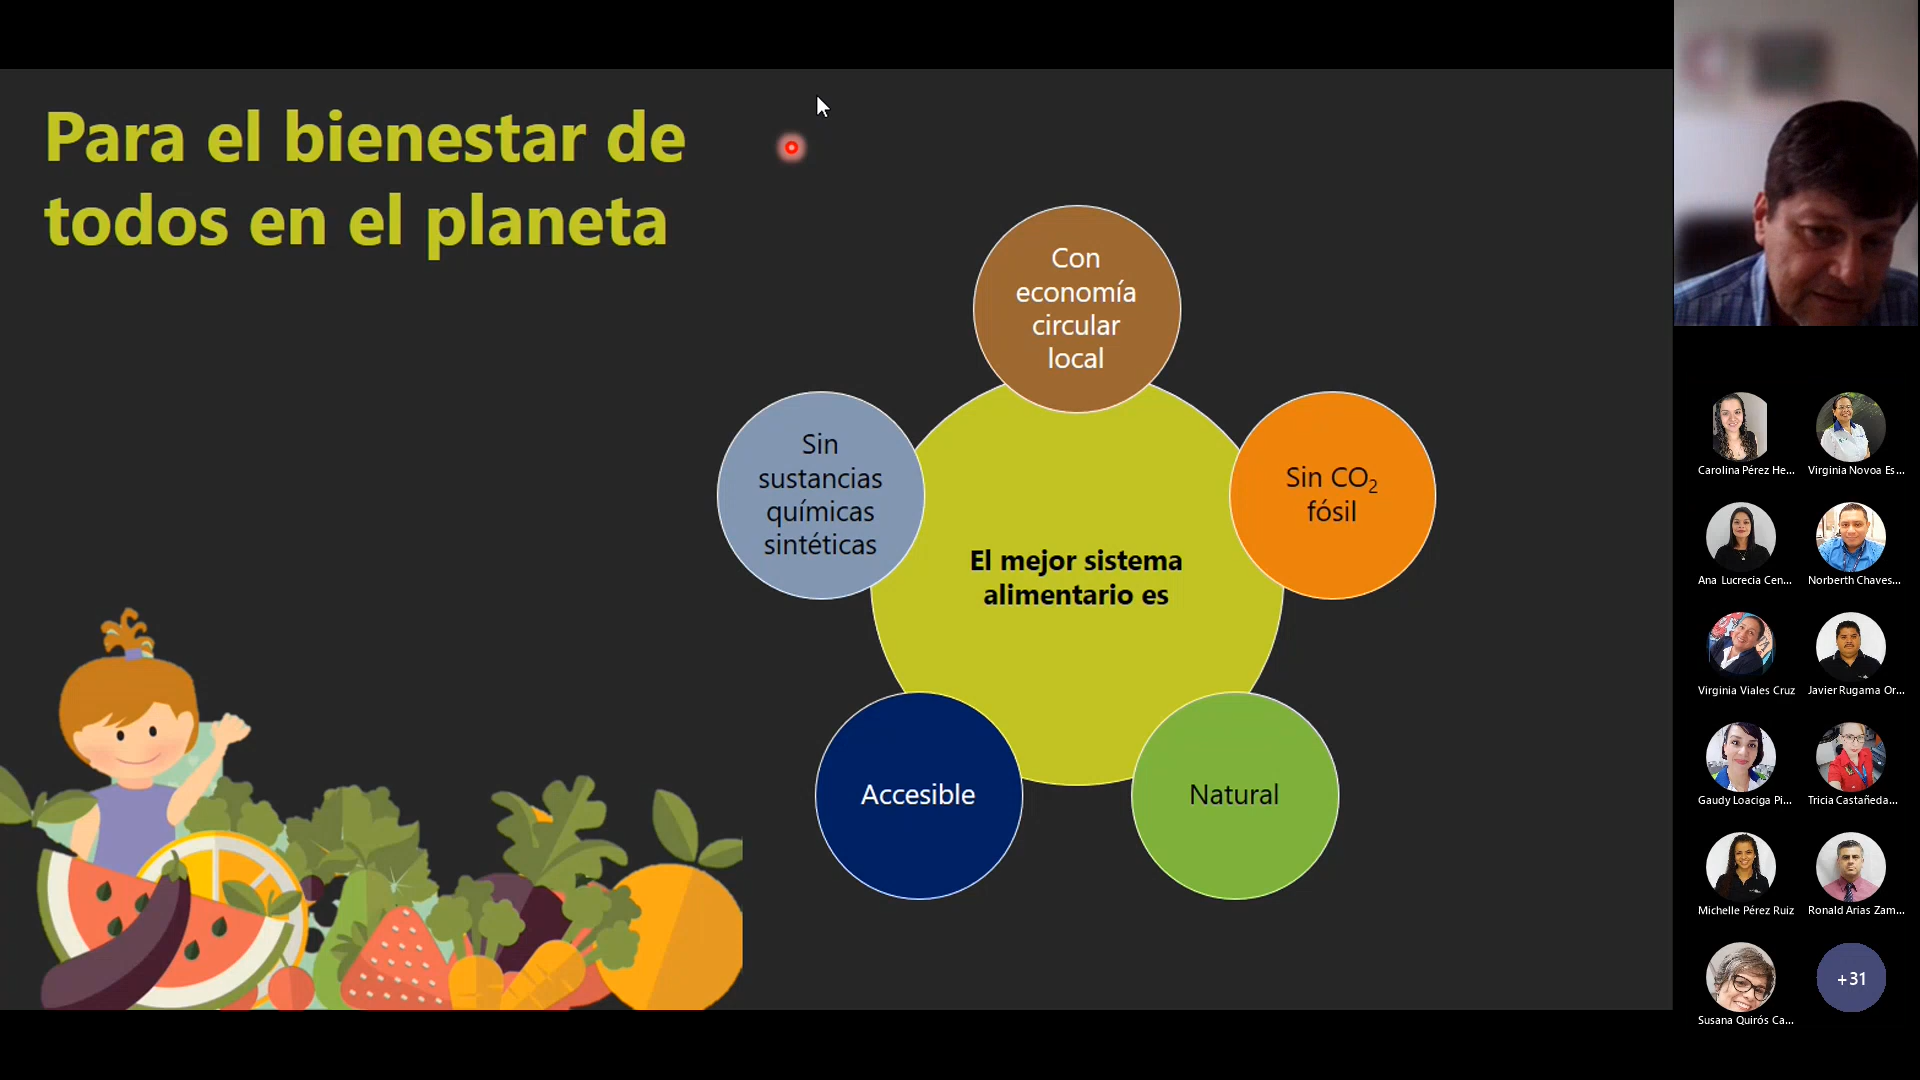 Para el bienestar de
todos en el planeta
Con
economía
circular
local
Sin
sustancias
químicas
sintéticas
Sin CO₂
fósil
El mejor sistema
alimentario es
Accesible
Natural
Carolina Pérez He...
Virginia Novoa Es...
Ana Lucrecia Cen...
Norberth Chaves...
Virginia Viales Cruz
Javier Rugama Or...
Gaudy Loaciga Pi...
Tricia Castañeda...
Michelle Pérez Ruiz
Ronald Arias Zam...
Susana Quirós Ca...
+31